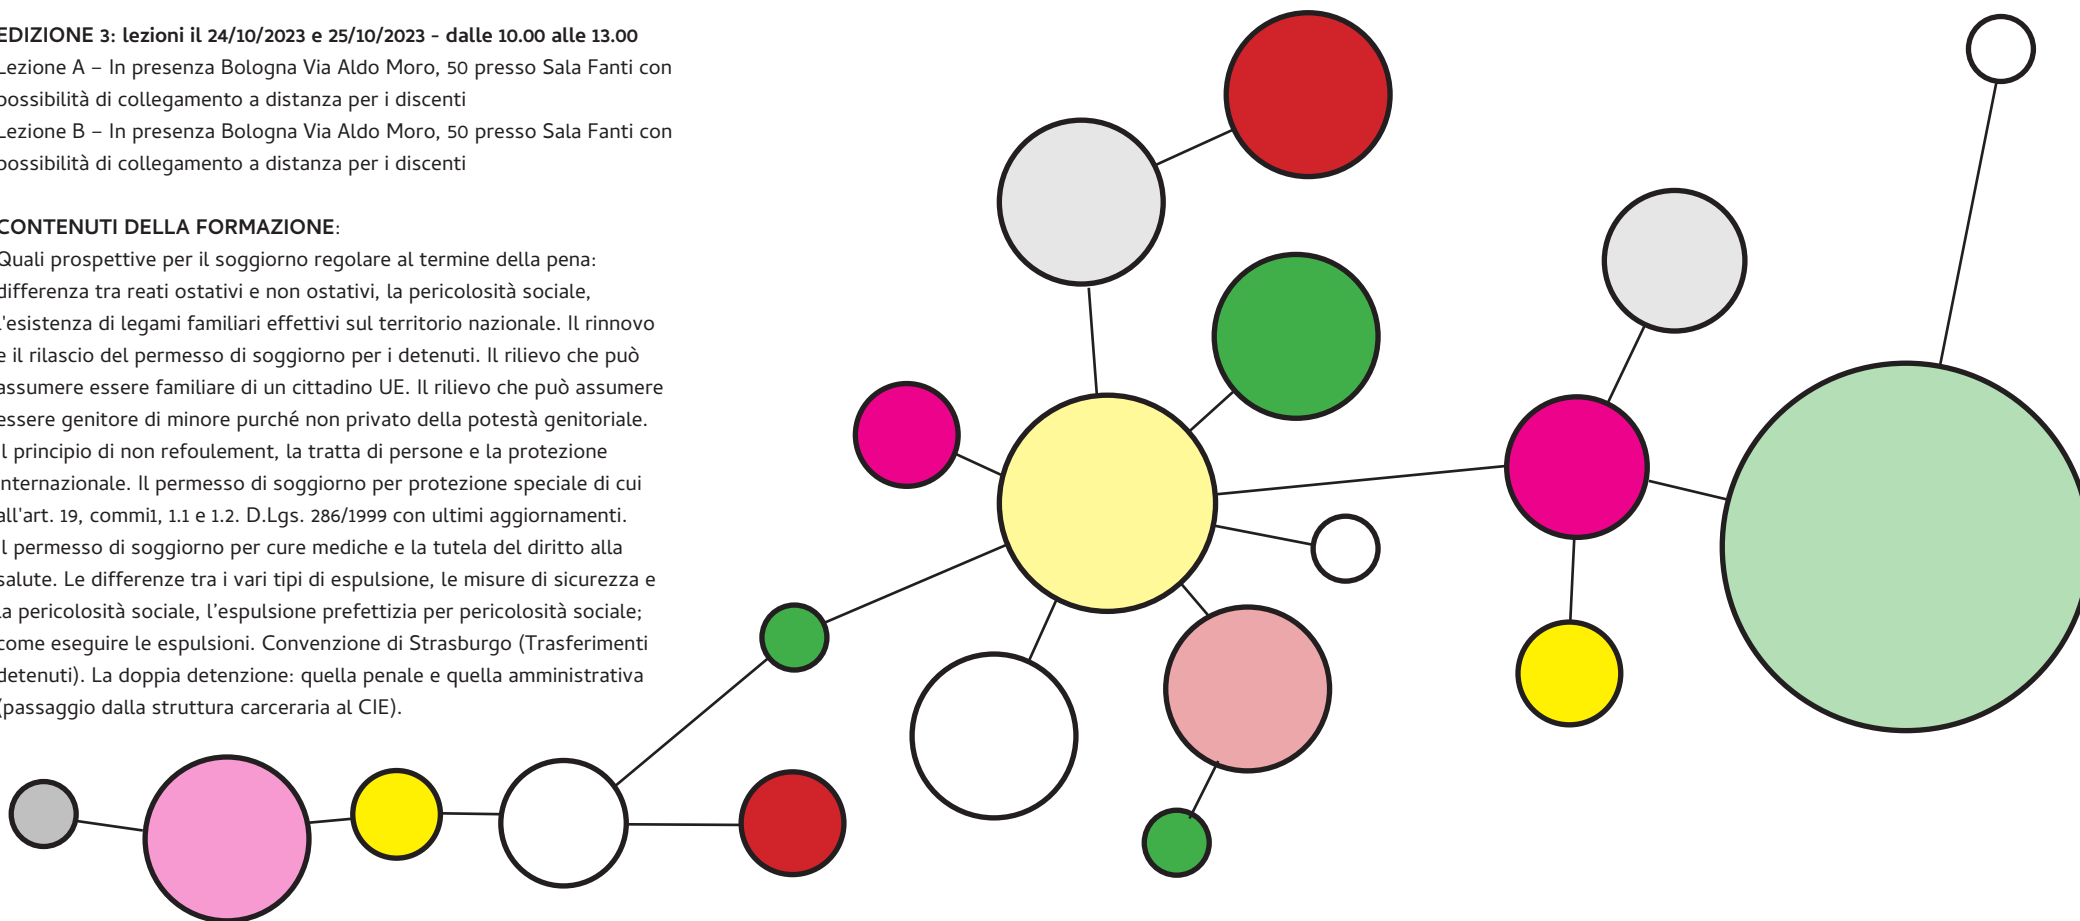 EDIZIONE 3: lezioni il 24/10/2023 e 25/10/2023 - dalle 10.00 alle 13.00
Lezione A – In presenza Bologna Via Aldo Moro, 50 presso Sala Fanti con
possibilità di collegamento a distanza per i discenti
Lezione B – In presenza Bologna Via Aldo Moro, 50 presso Sala Fanti con
possibilità di collegamento a distanza per i discenti
CONTENUTI DELLA FORMAZIONE:
Quali prospettive per il soggiorno regolare al termine della pena:
differenza tra reati ostativi e non ostativi, la pericolosità sociale,
l'esistenza di legami familiari effettivi sul territorio nazionale. Il rinnovo
e il rilascio del permesso di soggiorno per i detenuti. Il rilievo che può
assumere essere familiare di un cittadino UE. Il rilievo che può assumere
essere genitore di minore purché non privato della potestà genitoriale.
Il principio di non refoulement, la tratta di persone e la protezione
internazionale. Il permesso di soggiorno per protezione speciale di cui
all'art. 19, commi1, 1.1 e 1.2. D.Lgs. 286/1999 con ultimi aggiornamenti.
Il permesso di soggiorno per cure mediche e la tutela del diritto alla
salute. Le differenze tra i vari tipi di espulsione, le misure di sicurezza e
la pericolosità sociale, l’espulsione prefettizia per pericolosità sociale;
come eseguire le espulsioni. Convenzione di Strasburgo (Trasferimenti
detenuti). La doppia detenzione: quella penale e quella amministrativa
(passaggio dalla struttura carceraria al CIE).